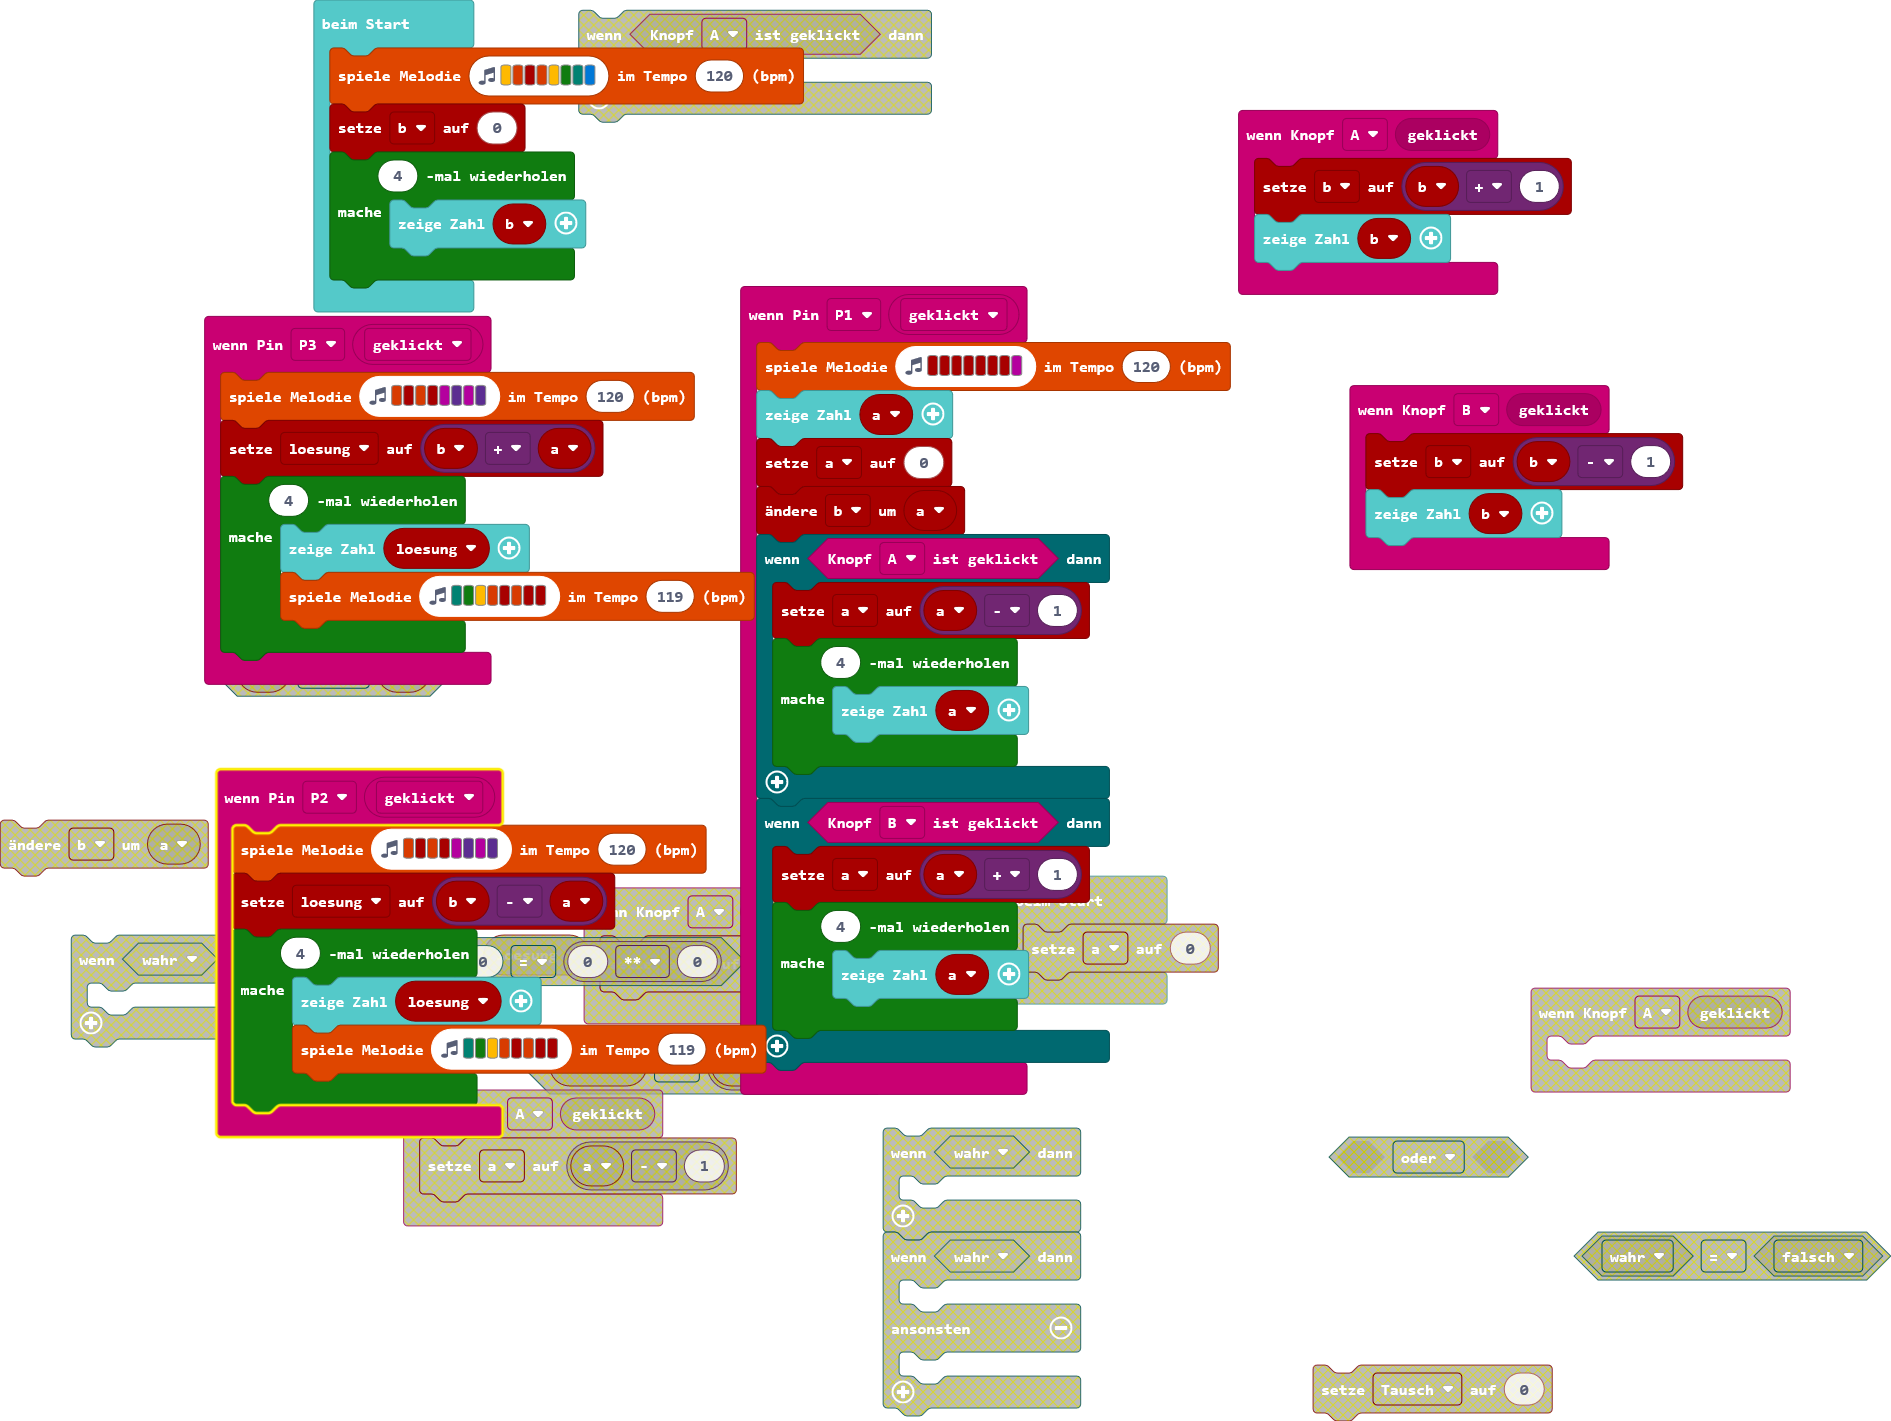 beim Start
spiele Melodie im Tempo 120 (bpm)
setze b auf 0
4 -mal wiederholen
mache
zeige Zahl b
wenn Knopf A ist geklickt dann
wenn Knopf A geklickt
setze b auf b + 1
zeige Zahl b
wenn Pin P3 geklickt
spiele Melodie im Tempo 120 (bpm)
setze loesung auf b + a
4 -mal wiederholen
mache
zeige Zahl loesung
spiele Melodie im Tempo 119 (bpm)
wenn Pin P1 geklickt
spiele Melodie im Tempo 120 (bpm)
zeige Zahl a
setze a auf 0
ändere b um a
wenn Knopf A ist geklickt dann
setze a auf a - 1
4 -mal wiederholen
mache
zeige Zahl a
wenn Knopf B ist geklickt dann
setze a auf a + 1
4 -mal wiederholen
mache
zeige Zahl a
wenn Knopf B geklickt
setze b auf b - 1
zeige Zahl b
ändere b um a
wenn wahr
wenn Pin P2 geklickt
spiele Melodie im Tempo 120 (bpm)
setze loesung auf b - a
4 -mal wiederholen
mache
zeige Zahl loesung
spiele Melodie im Tempo 119 (bpm)
Knopf A
0 = 0 ** 0
A geklickt
setze a auf a - 1
Start
setze a auf 0
wenn Knopf A geklickt
wenn wahr dann
wenn wahr dann
ansonsten
oder
wahr = falsch
setze Tausch auf 0